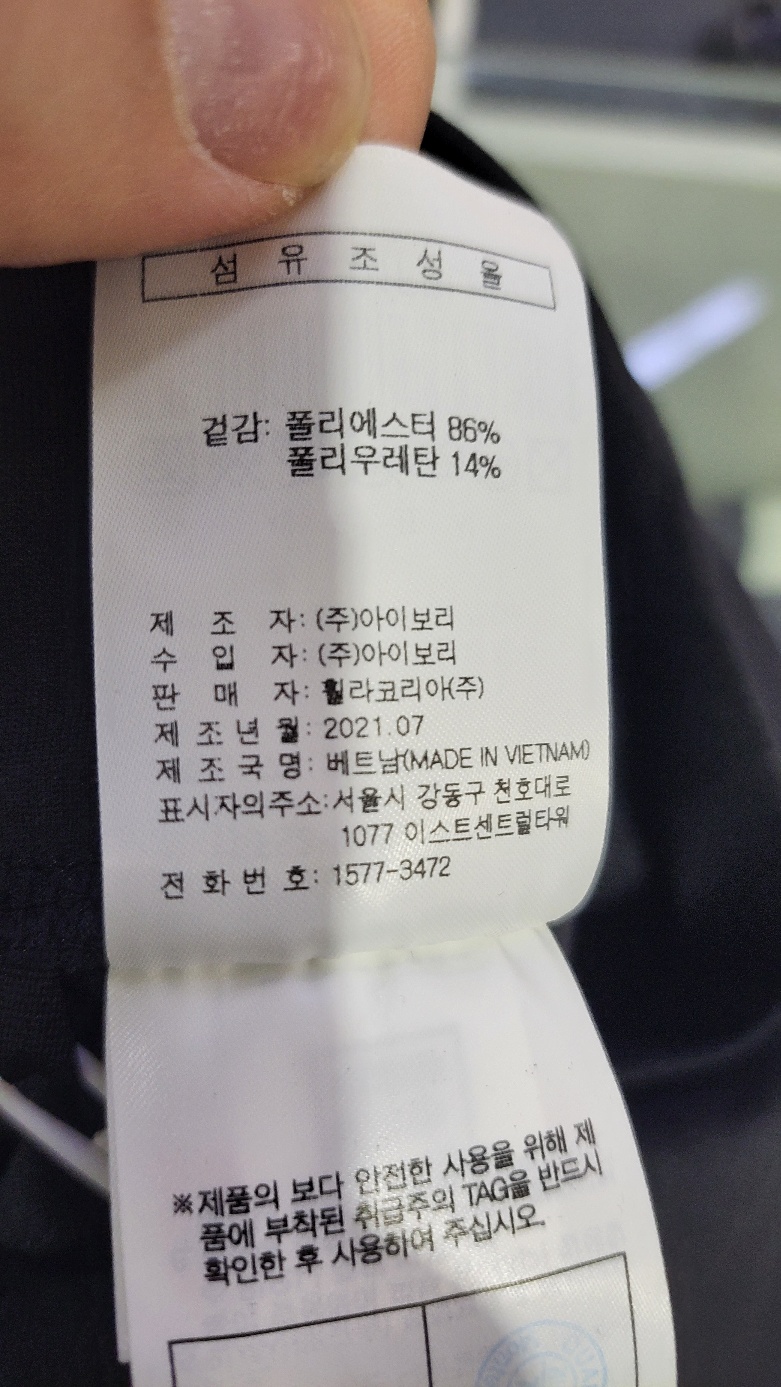 섬 유 조 성 율
겉감: 폴리에스터 86%
폴리우레탄 14%
제 조 자: (주)아이보리
수 입 자: (주)아이보리
판 매 자: 휠라코리아(주)
제 조 년 월: 2021.07
제 조 국 명: 베트남(MADE IN VIETNAM)
표시자의주소:서울시 강동구 천호대로
1077 이스트센트럴타워
전 화 번 호: 1577-3472
※제품의 보다 안전한 사용을 위해 제
품에 부착된 취급주의 TAG을 반드시
확인한 후 사용하여 주십시오.